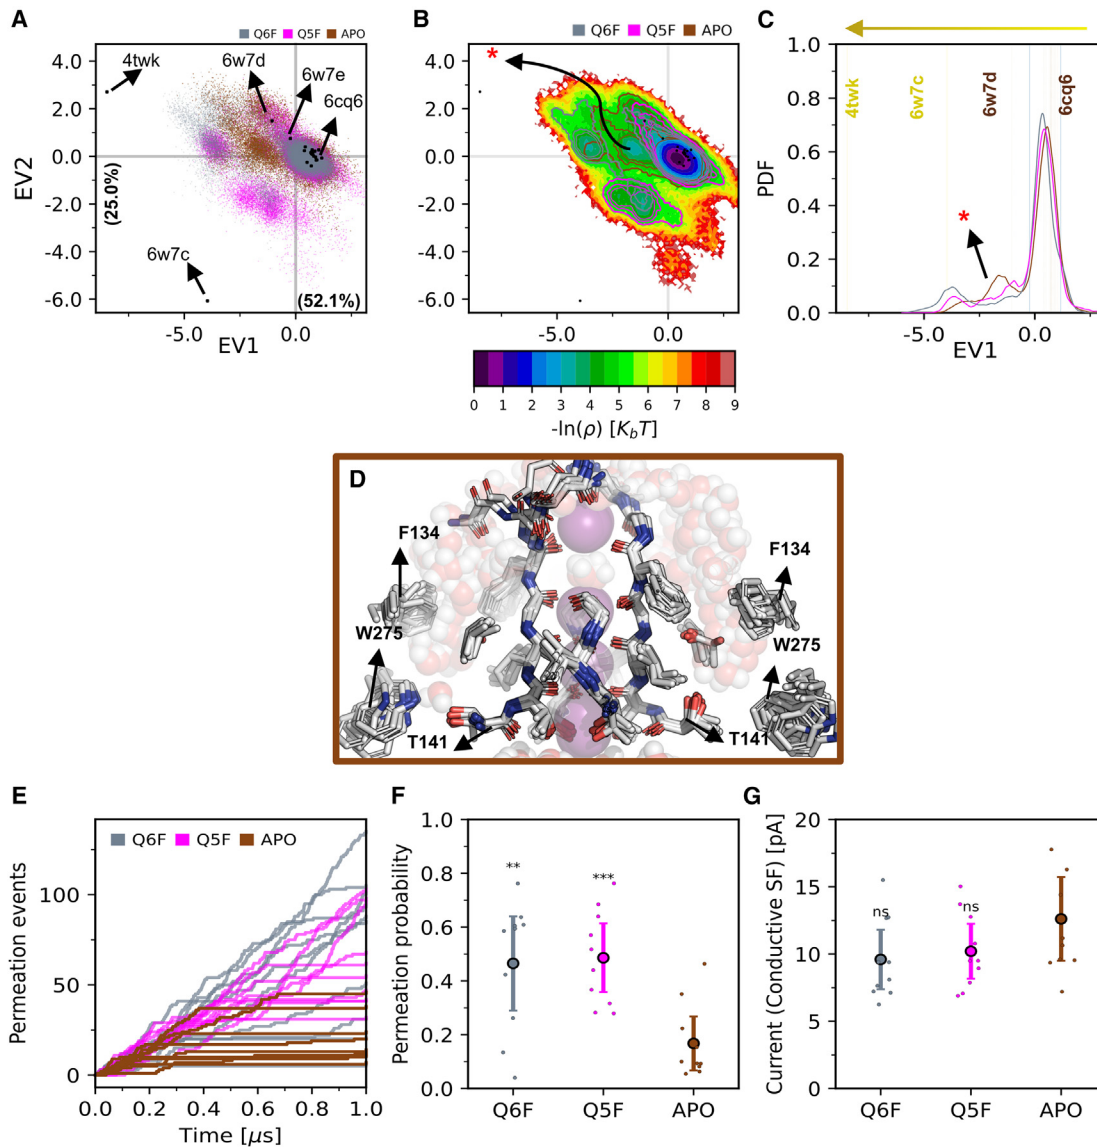 A
Q6F Q5F APO
4twk
6w7d
6w7e
6cq6
6w7c
4.0
2.0
0.0
-2.0
-4.0
-6.0
EV2
(25.0%)
(52.1%)
-5.0 0.0
EV1
B
Q6F Q5F APO
*
4.0
2.0
0.0
-2.0
-4.0
-6.0
-5.0 0.0
EV1
0 1 2 3 4 5 6 7 8 9
-ln(ρ) [KbT]
C
1.0
0.8
0.6
0.4
0.2
0.0
PDF
4twk
6w7c
6w7d
6cq6
*
-5.0 0.0
EV1
D
F134
W275
T141
F134
W275
T141
E
Q6F Q5F APO
100
50
0
Permeation events
0.0 0.2 0.4 0.6 0.8 1.0
Time [μs]
F
1.0
0.8
0.6
0.4
0.2
0.0
Permeation probability
**
***
Q6F Q5F APO
G
20
15
10
5
0
Current (Conductive SF) [pA]
ns
ns
Q6F Q5F APO